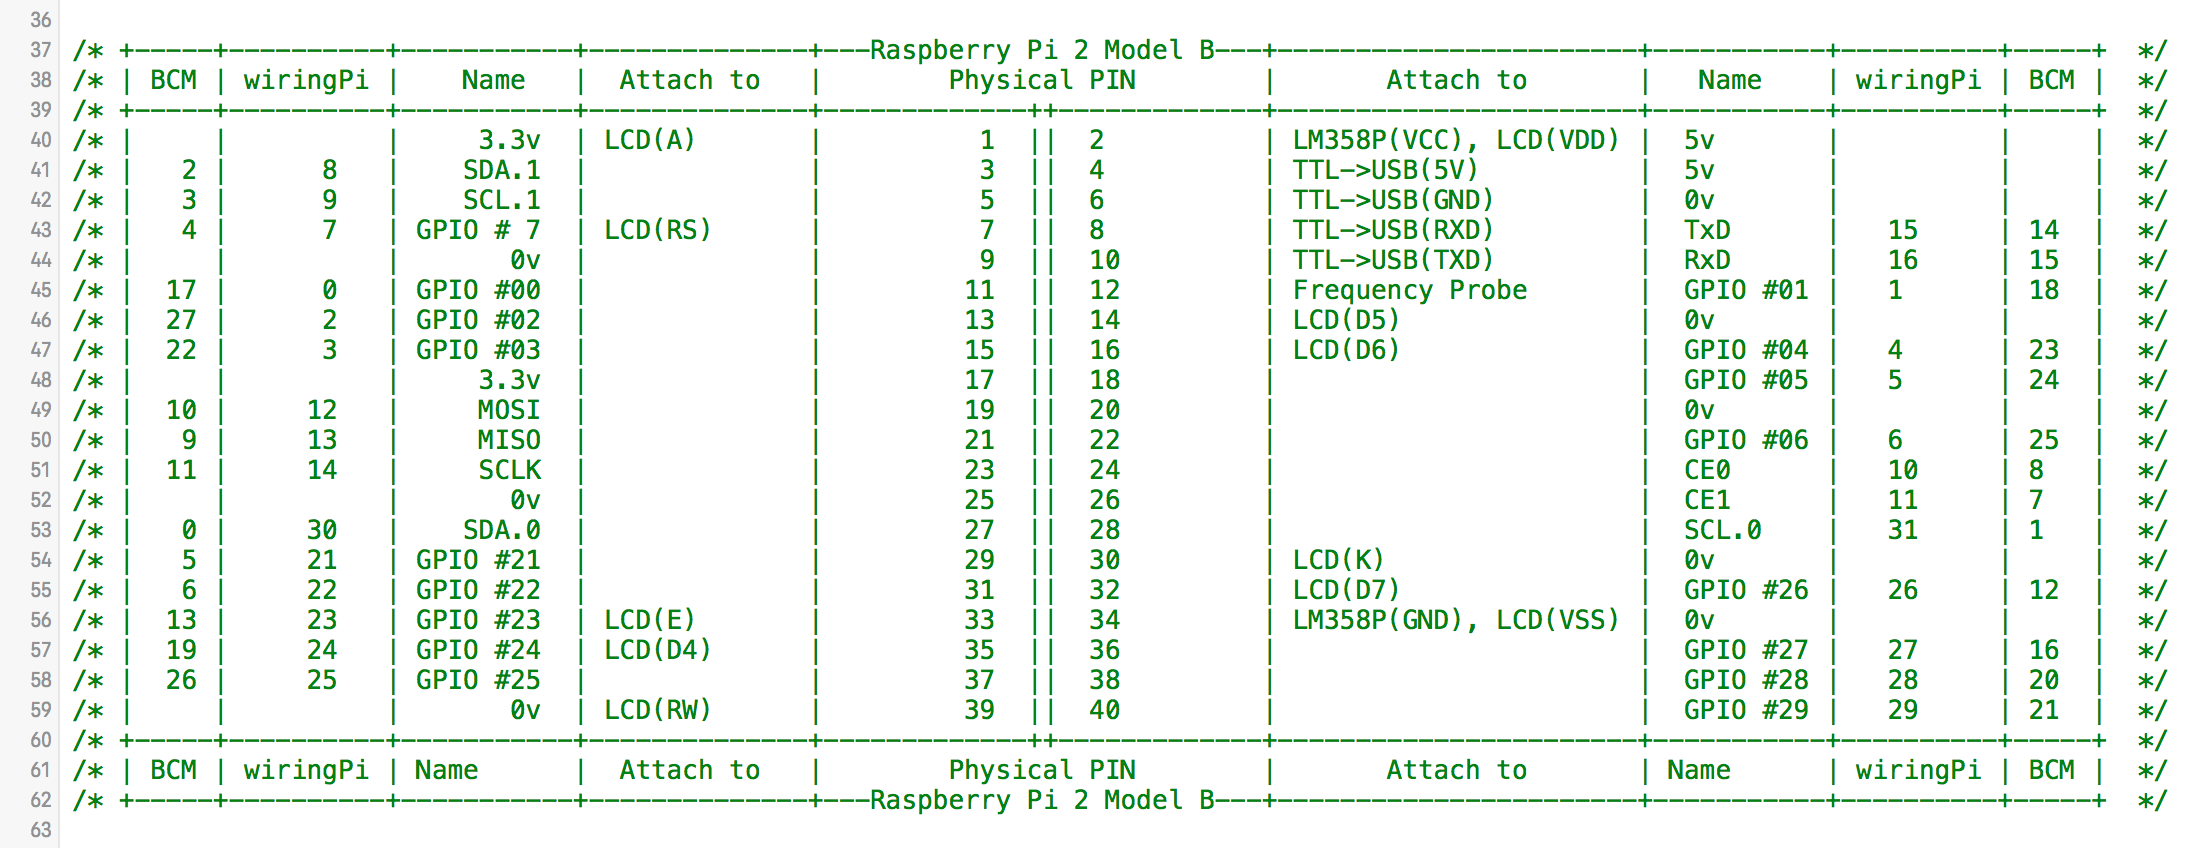 36
37 /* +-----+----------+-----------+--------------+---Raspberry Pi 2 Model B---+-----------------------+-----------+----------+-----+  */
38 /* | BCM | wiringPi |    Name   |  Attach to   |        Physical PIN        |       Attach to       |   Name    | wiringPi | BCM |  */
39 /* +-----+----------+-----------+--------------+-------------++-------------+-----------------------+-----------+----------+-----+  */
40 /* |     |          |      3.3v | LCD(A)       |          1  ||  2          | LM358P(VCC), LCD(VDD) |  5v       |          |     |  */
41 /* |   2 |      8   |     SDA.1 |              |          3  ||  4          | TTL->USB(5V)          |  5v       |          |     |  */
42 /* |   3 |      9   |     SCL.1 |              |          5  ||  6          | TTL->USB(GND)         |  0v       |          |     |  */
43 /* |   4 |      7   |  GPIO # 7 | LCD(RS)      |          7  ||  8          | TTL->USB(RXD)         |  TxD      |   15     | 14  |  */
44 /* |     |          |        0v |              |          9  ||  10         | TTL->USB(TXD)         |  RxD      |   16     | 15  |  */
45 /* |  17 |      0   |  GPIO #00 |              |         11  ||  12         | Frequency Probe       |  GPIO #01 |   1      | 18  |  */
46 /* |  27 |      2   |  GPIO #02 |              |         13  ||  14         | LCD(D5)               |  0v       |          |     |  */
47 /* |  22 |      3   |  GPIO #03 |              |         15  ||  16         | LCD(D6)               |  GPIO #04 |   4      | 23  |  */
48 /* |     |          |      3.3v |              |         17  ||  18         |                       |  GPIO #05 |   5      | 24  |  */
49 /* |  10 |     12   |      MOSI |              |         19  ||  20         |                       |  0v       |          |     |  */
50 /* |   9 |     13   |      MISO |              |         21  ||  22         |                       |  GPIO #06 |   6      | 25  |  */
51 /* |  11 |     14   |      SCLK |              |         23  ||  24         |                       |  CE0      |   10     | 8   |  */
52 /* |     |          |        0v |              |         25  ||  26         |                       |  CE1      |   11     | 7   |  */
53 /* |   0 |     30   |     SDA.0 |              |         27  ||  28         |                       |  SCL.0    |   31     | 1   |  */
54 /* |   5 |     21   |  GPIO #21 |              |         29  ||  30         | LCD(K)                |  0v       |          |     |  */
55 /* |   6 |     22   |  GPIO #22 |              |         31  ||  32         | LCD(D7)               |  GPIO #26 |   26     | 12  |  */
56 /* |  13 |     23   |  GPIO #23 | LCD(E)       |         33  ||  34         | LM358P(GND), LCD(VSS) |  0v       |          |     |  */
57 /* |  19 |     24   |  GPIO #24 | LCD(D4)      |         35  ||  36         |                       |  GPIO #27 |   27     | 16  |  */
58 /* |  26 |     25   |  GPIO #25 |              |         37  ||  38         |                       |  GPIO #28 |   28     | 20  |  */
59 /* |     |          |        0v | LCD(RW)      |         39  ||  40         |                       |  GPIO #29 |   29     | 21  |  */
60 /* +-----+----------+-----------+--------------+-------------++-------------+-----------------------+-----------+----------+-----+  */
61 /* | BCM | wiringPi | Name      |  Attach to   |        Physical PIN        |       Attach to       | Name      | wiringPi | BCM |  */
62 /* +-----+----------+-----------+--------------+---Raspberry Pi 2 Model B---+-----------------------+-----------+----------+-----+  */
63